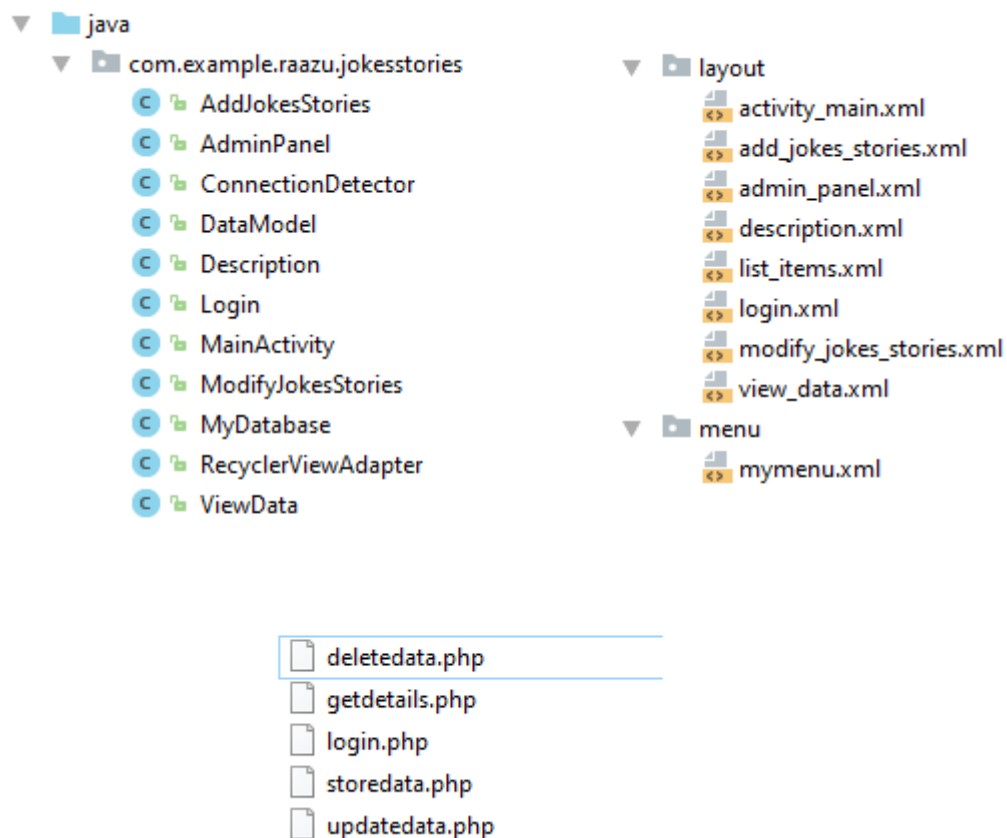 java
com.example.raazu.jokesstories
C AddJokesStories
C AdminPanel
C ConnectionDetector
C DataModel
C Description
C Login
C MainActivity
C ModifyJokesStories
C MyDatabase
C RecyclerViewAdapter
C ViewData
layout
activity_main.xml
add_jokes_stories.xml
admin_panel.xml
description.xml
list_items.xml
login.xml
modify_jokes_stories.xml
view_data.xml
menu
mymenu.xml
deletedata.php
getdetails.php
login.php
storedata.php
updatedata.php